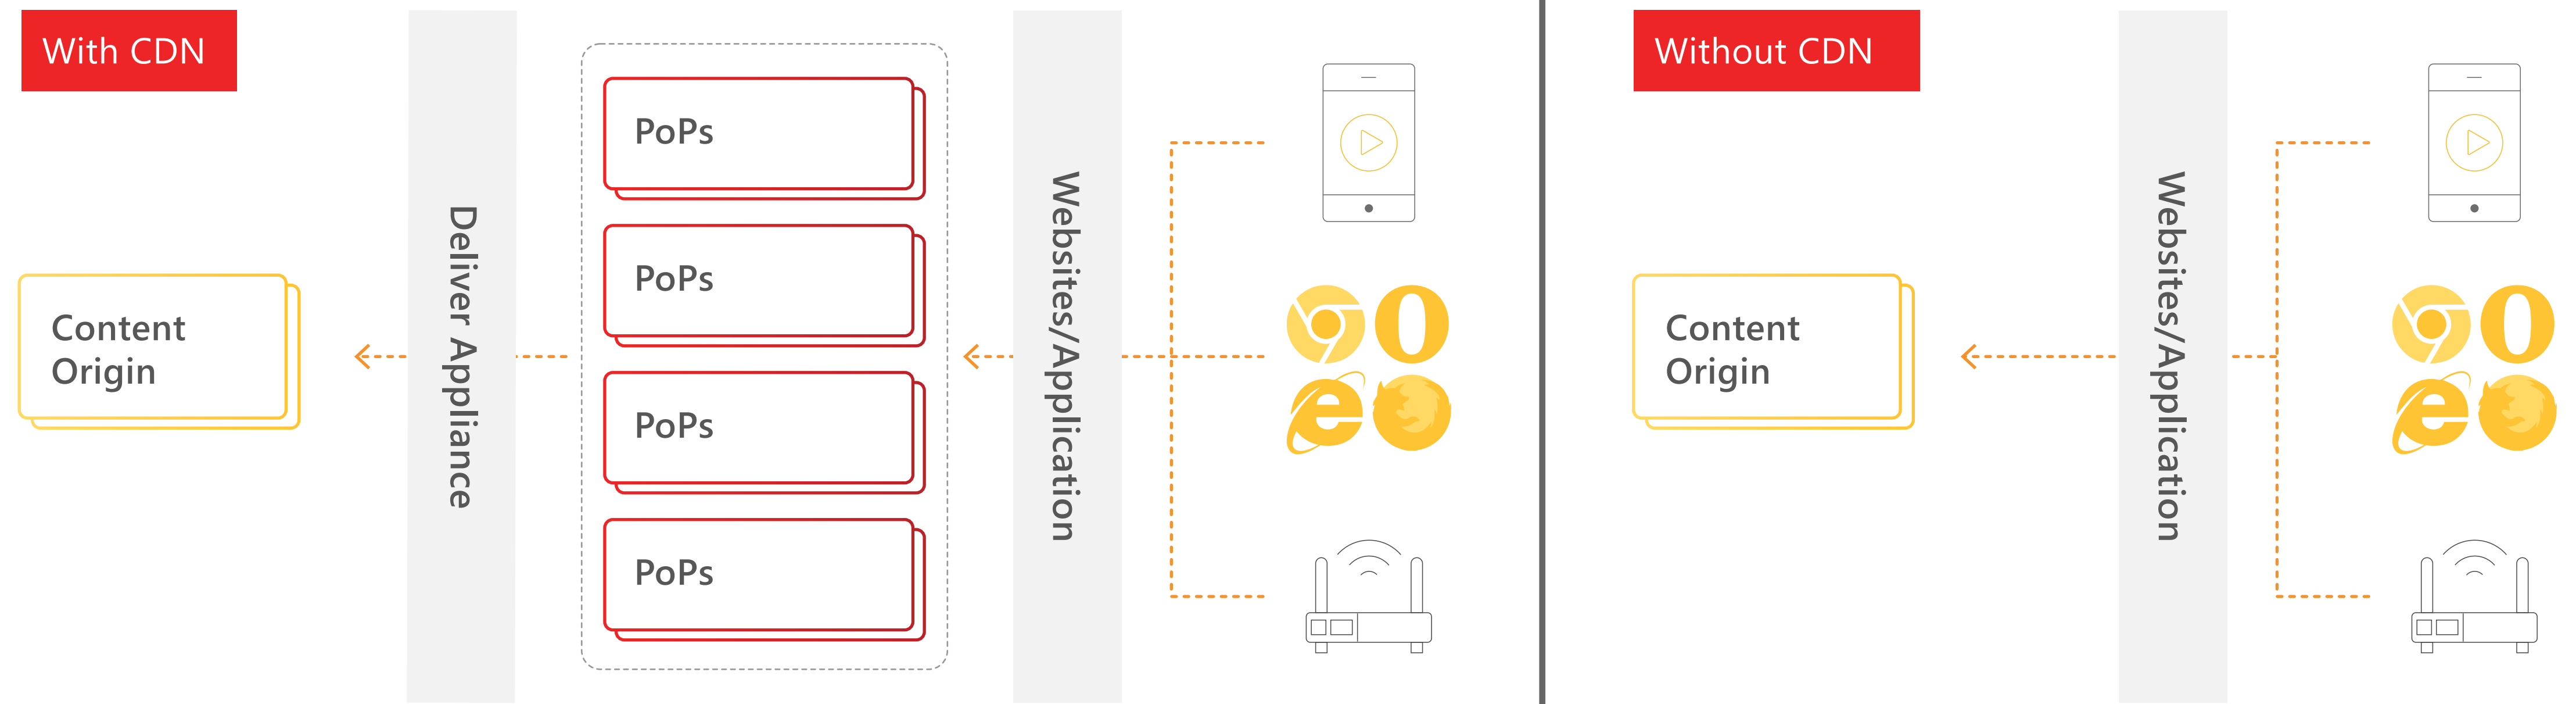 With CDN
Content
Origin
Deliver Appliance
PoPs
PoPs
PoPs
PoPs
Websites/Application
Without CDN
Content
Origin
Websites/Application